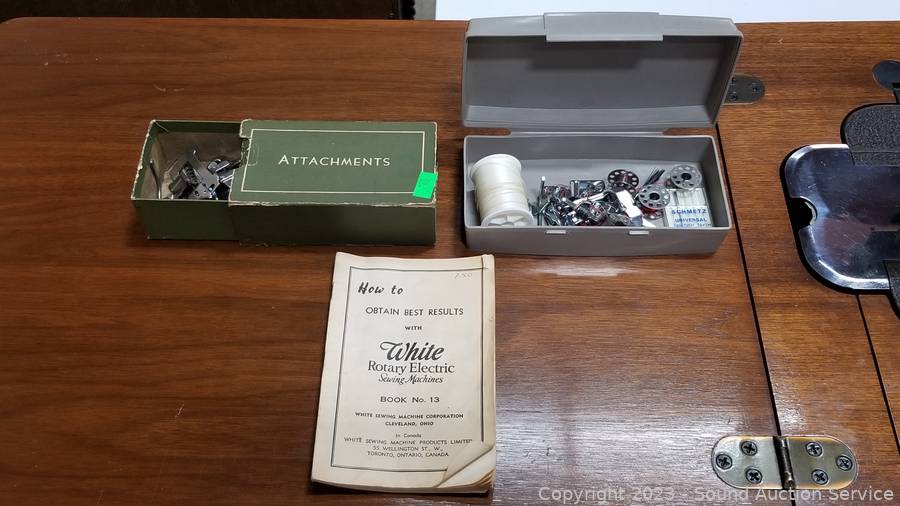 ATTACHMENTS
SCHMETZ
UNIVERSAL
How to
OBTAIN BEST RESULTS
WITH
White
Rotary Electric
Sewing Machines
BOOK No. 13
WHITE SEWING MACHINE CORPORATION
CLEVELAND, OHIO
In Canada
WHITE SEWING MACHINE PRODUCTS LIMITED
55 WELLINGTON ST., W.,
TORONTO, ONTARIO, CANADA
Copyright 2023 - Sound Auction Service